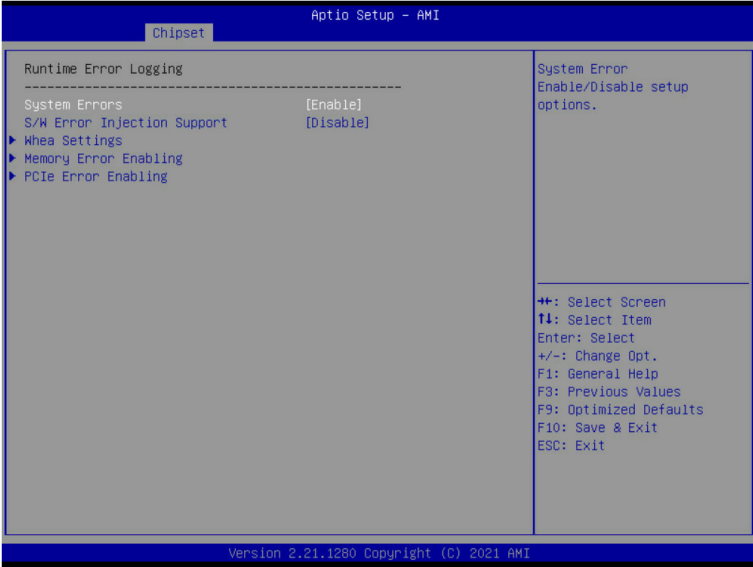 Aptio Setup – AMI
Chipset
Runtime Error Logging
--------------------------------------------------
System Errors [Enable]
S/W Error Injection Support [Disable]
Whea Settings
Memory Error Enabling
PCIe Error Enabling
System Error
Enable/Disable setup
options.
→←: Select Screen
↑↓: Select Item
Enter: Select
+/-: Change Opt.
F1: General Help
F3: Previous Values
F9: Optimized Defaults
F10: Save & Exit
ESC: Exit
Version 2.21.1280 Copyright (C) 2021 AMI